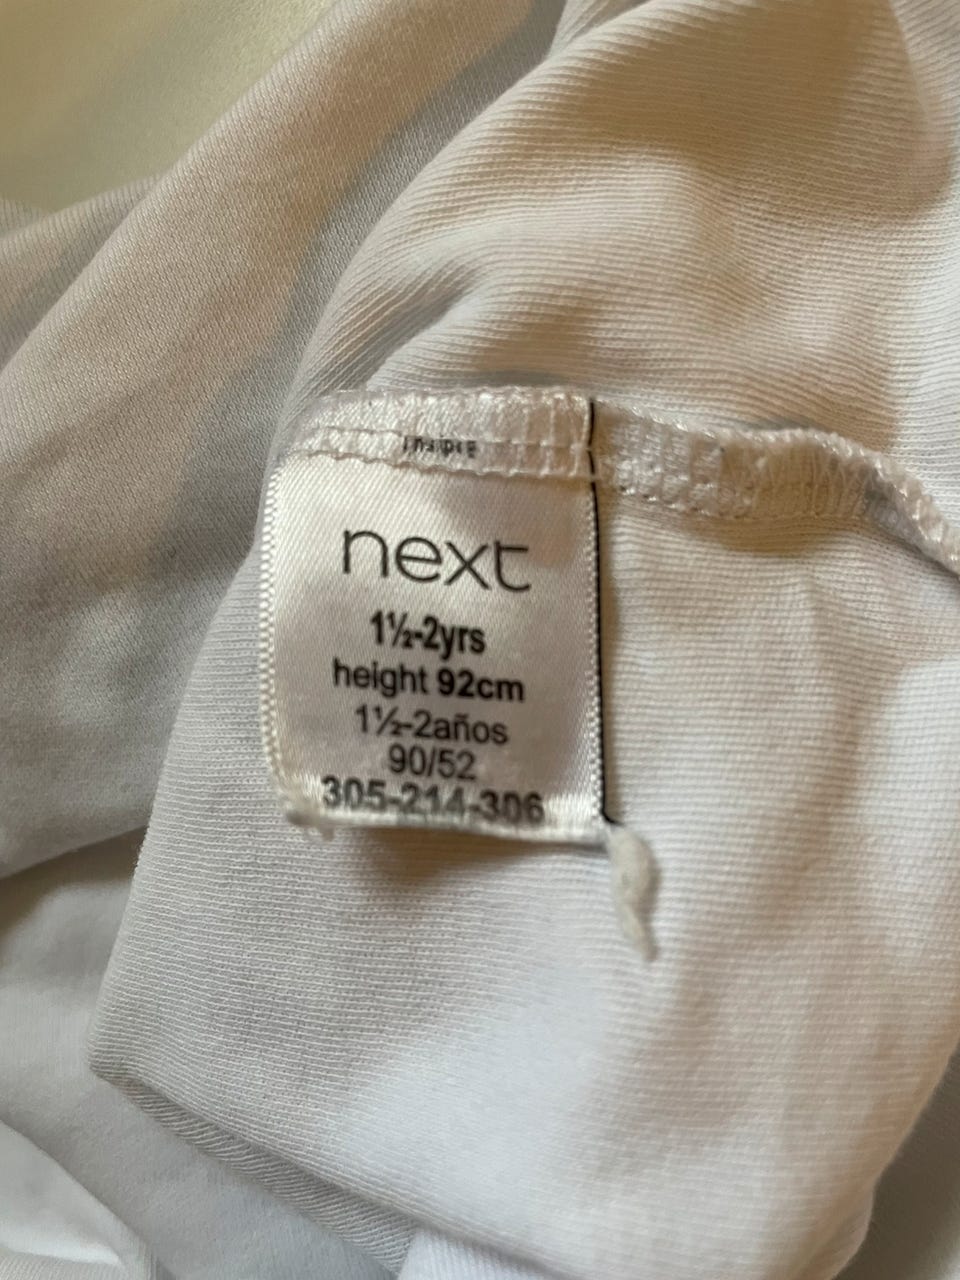 next
1½-2yrs
height 92cm
1½-2años
90/52
305-214-306